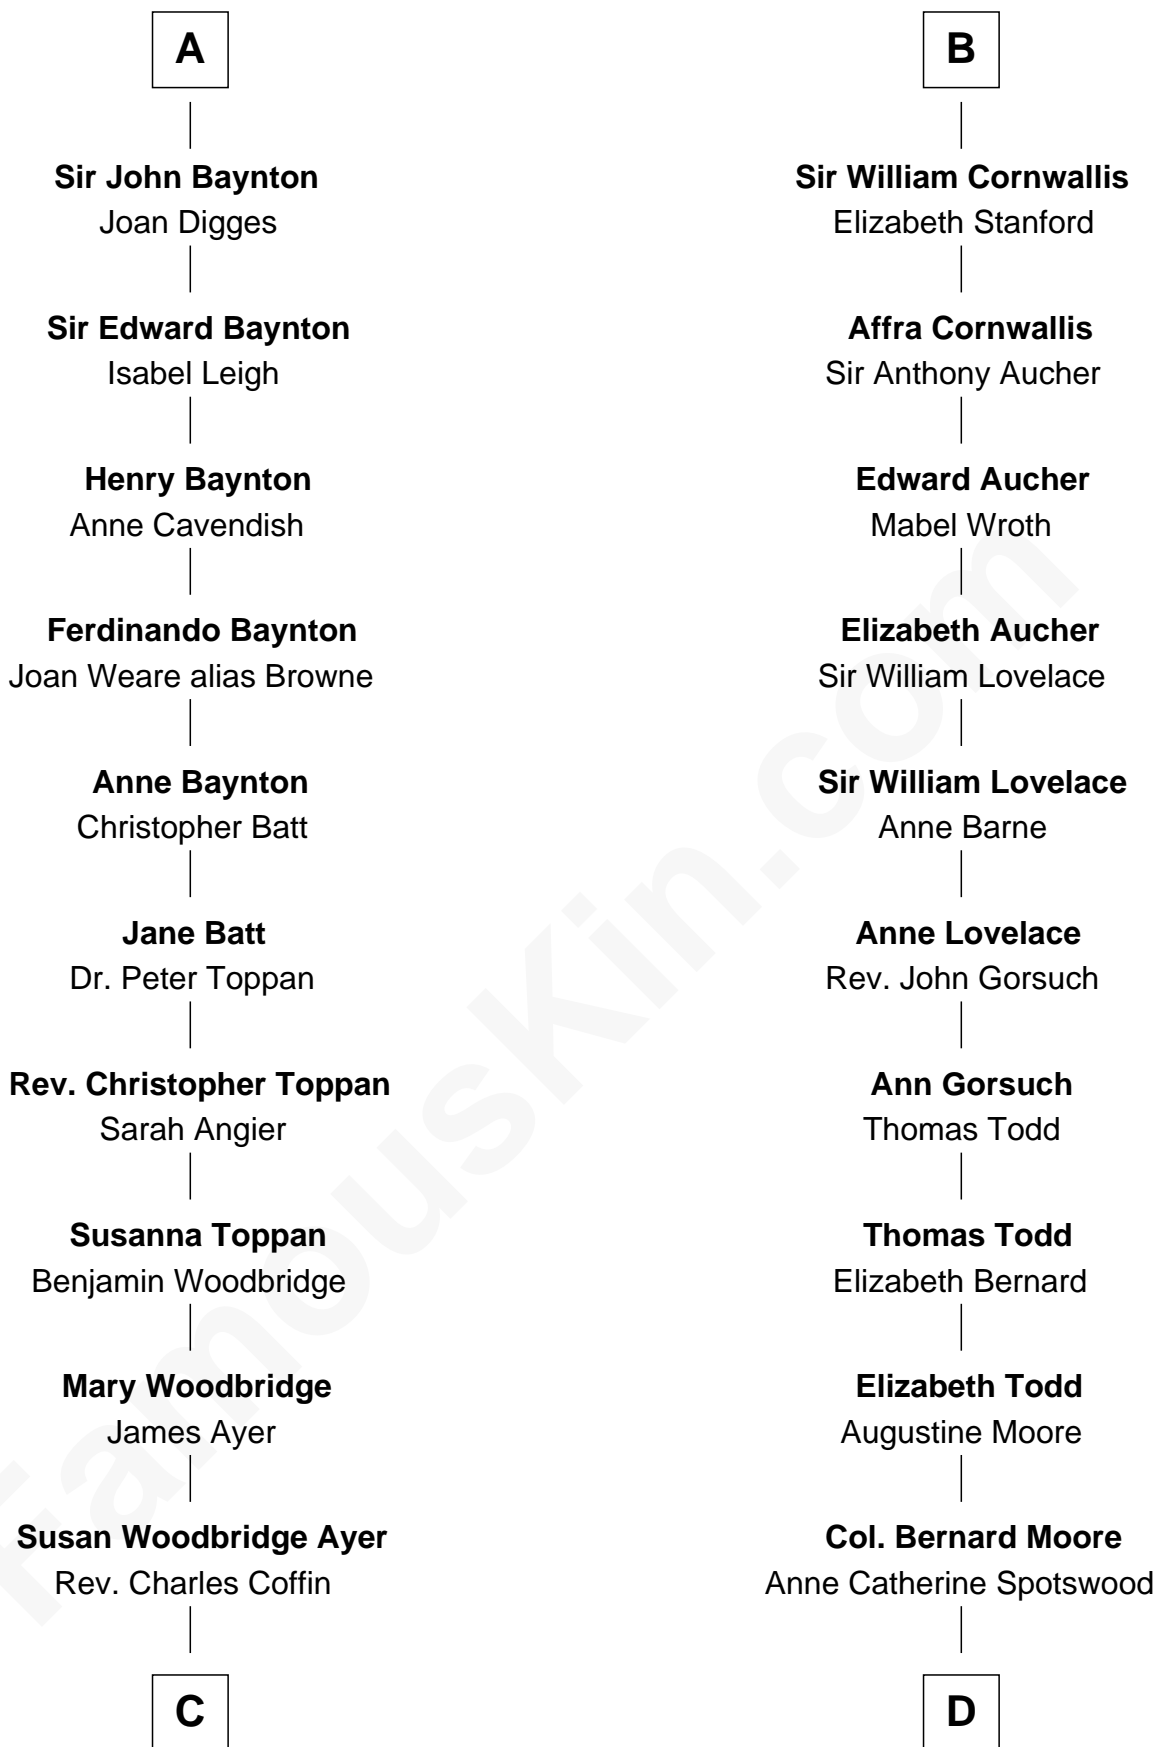 A
Sir John Baynton
Joan Digges
Sir Edward Baynton
Isabel Leigh
Henry Baynton
Anne Cavendish
Ferdinando Baynton
Joan Weare alias Browne
Anne Baynton
Christopher Batt
Jane Batt
Dr. Peter Toppan
Rev. Christopher Toppan
Sarah Angier
Susanna Toppan
Benjamin Woodbridge
Mary Woodbridge
James Ayer
Susan Woodbridge Ayer
Rev. Charles Coffin
C
B
Sir William Cornwallis
Elizabeth Stanford
Affra Cornwallis
Sir Anthony Aucher
Edward Aucher
Mabel Wroth
Elizabeth Aucher
Sir William Lovelace
Sir William Lovelace
Anne Barne
Anne Lovelace
Rev. John Gorsuch
Ann Gorsuch
Thomas Todd
Thomas Todd
Elizabeth Bernard
Elizabeth Todd
Augustine Moore
Col. Bernard Moore
Anne Catherine Spotswood
D
FamousKin.com